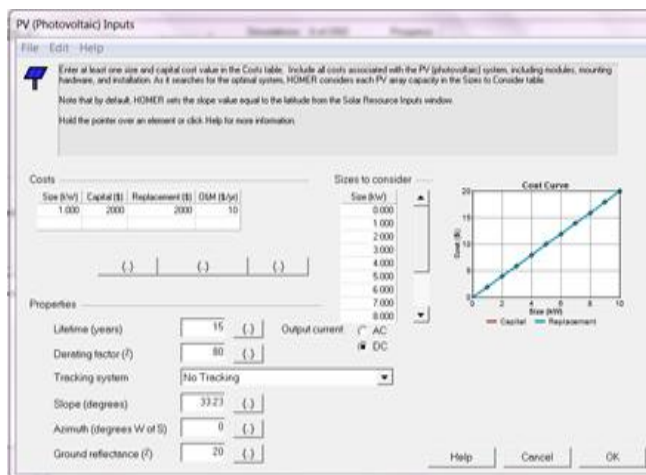 PV (Photovoltaic) Inputs
File Edit Help
Enter at least one size and capital cost value in the Costs table. Include all costs associated with the PV (photovoltaic) system, including modules, mounting
hardware, and installation. As it searches for the optimal system, HOMER considers each PV array capacity in the Sizes to Consider table.
Note that by default, HOMER sets the slope value equal to the latitude from the Solar Resource Inputs window.
Hold the pointer over an element or click Help for more information.
Costs
Size (kW) Capital ($) Replacement ($) O&M ($/yr)
1.000 2000 2000 10
{.} {.} {.}
Sizes to consider
Size (kW)
0.000
1.000
2.000
3.000
4.000
5.000
6.000
7.000
8.000
Cost Curve
Cost ($)
20
15
10
5
0
0 2 4 6 8 10
Size (kW)
Capital Replacement
Properties
Lifetime (years) 15 {.}
Derating factor (%) 80 {.}
Tracking system No Tracking
Slope (degrees) 33.23 {.}
Azimuth (degrees W of S) 0 {.}
Ground reflectance (%) 20 {.}
Output current AC
DC
Help Cancel OK